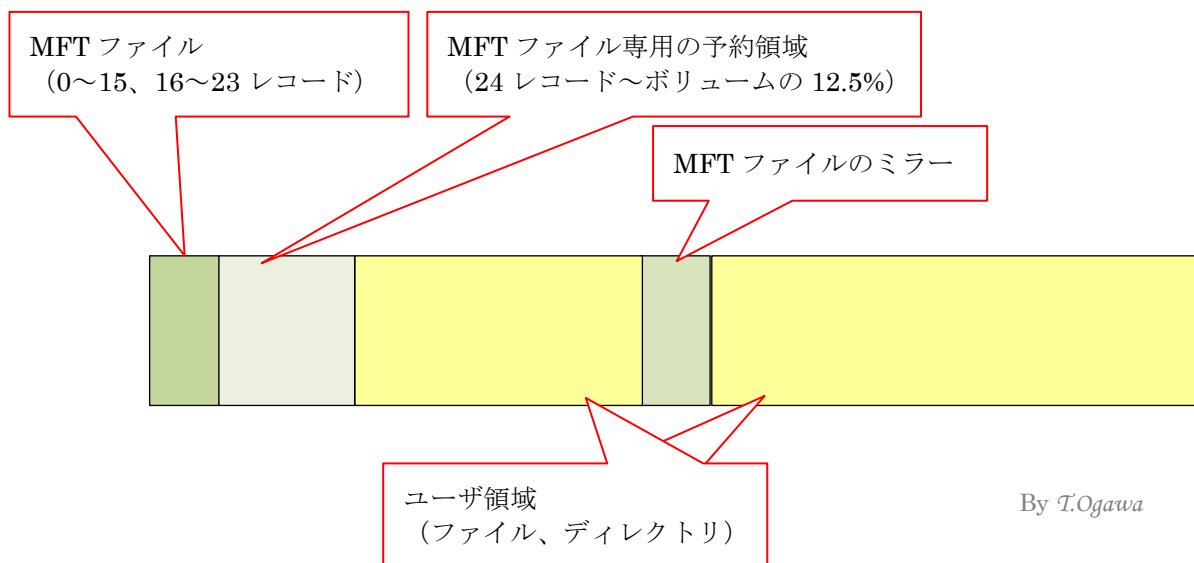 MFT ファイル
（0～15、16～23 レコード）
MFT ファイル専用の予約領域
（24 レコード～ボリュームの 12.5%）
MFT ファイルのミラー
ユーザ領域
（ファイル、ディレクトリ）
By T.Ogawa